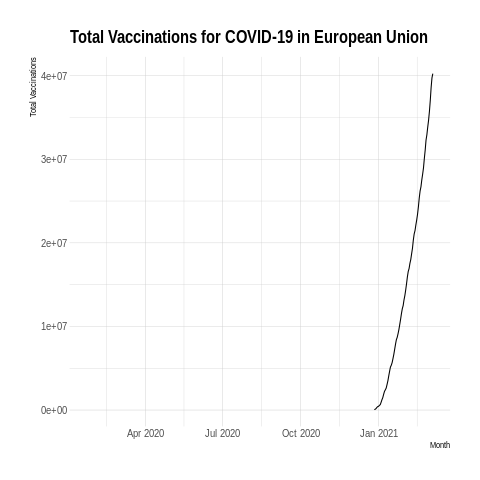 Total Vaccinations for COVID-19 in European Union
Total Vaccinations
4e+07
3e+07
2e+07
1e+07
0e+00
Apr 2020 Jul 2020 Oct 2020 Jan 2021
Month